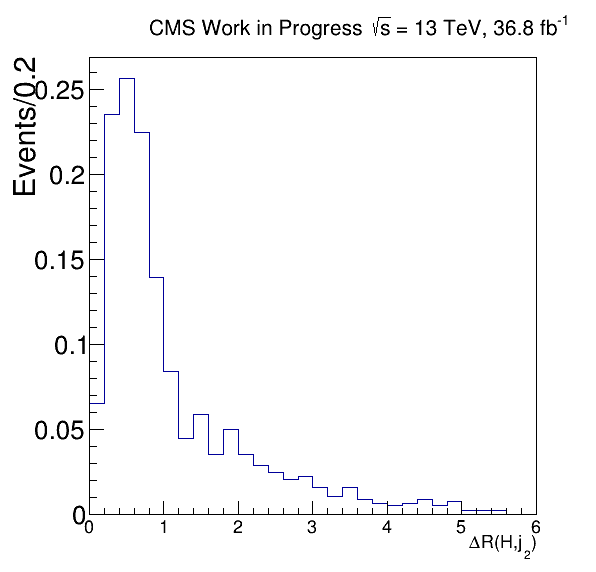 CMS Work in Progress √s = 13 TeV, 36.8 fb⁻¹
Events/0.2
0.25
0.2
0.15
0.1
0.05
0
0 1 2 3 4 5 6
ΔR(H,j₂)